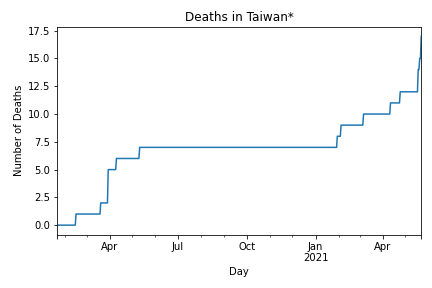 Deaths in Taiwan*
17.5
15.0
12.5
10.0
7.5
5.0
2.5
0.0
Number of Deaths
Apr
Jul
Oct
Jan
2021
Apr
Day